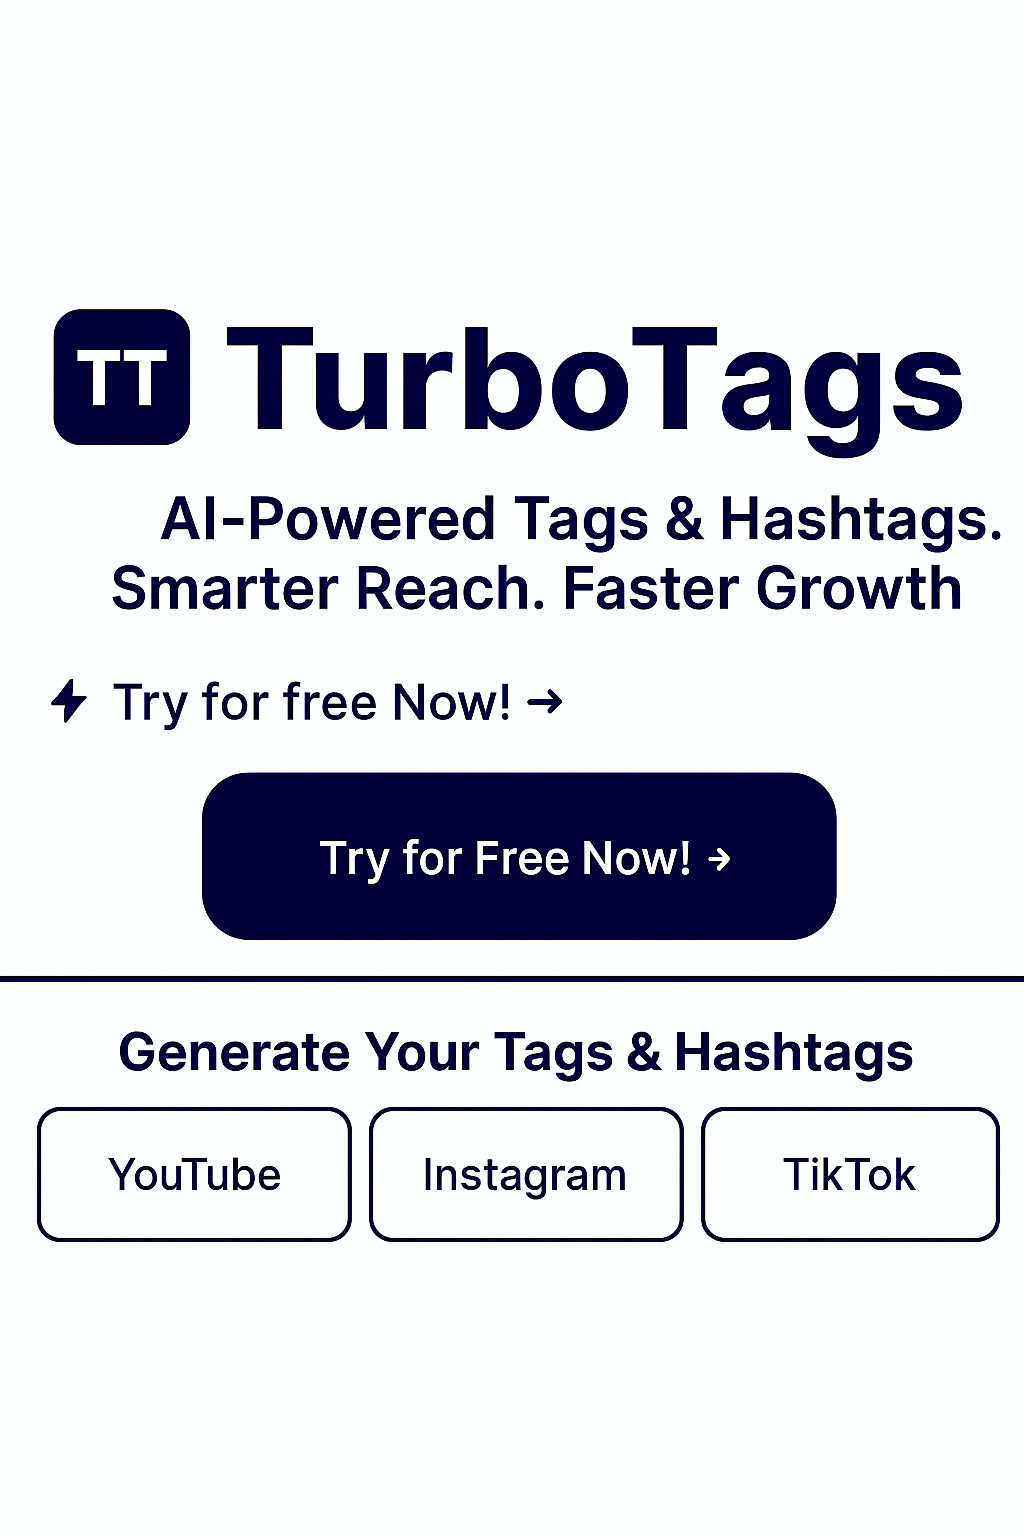 TT TurboTags
AI-Powered Tags & Hashtags.
Smarter Reach. Faster Growth
Try for free Now! →
Try for Free Now! →
Generate Your Tags & Hashtags
YouTube Instagram TikTok